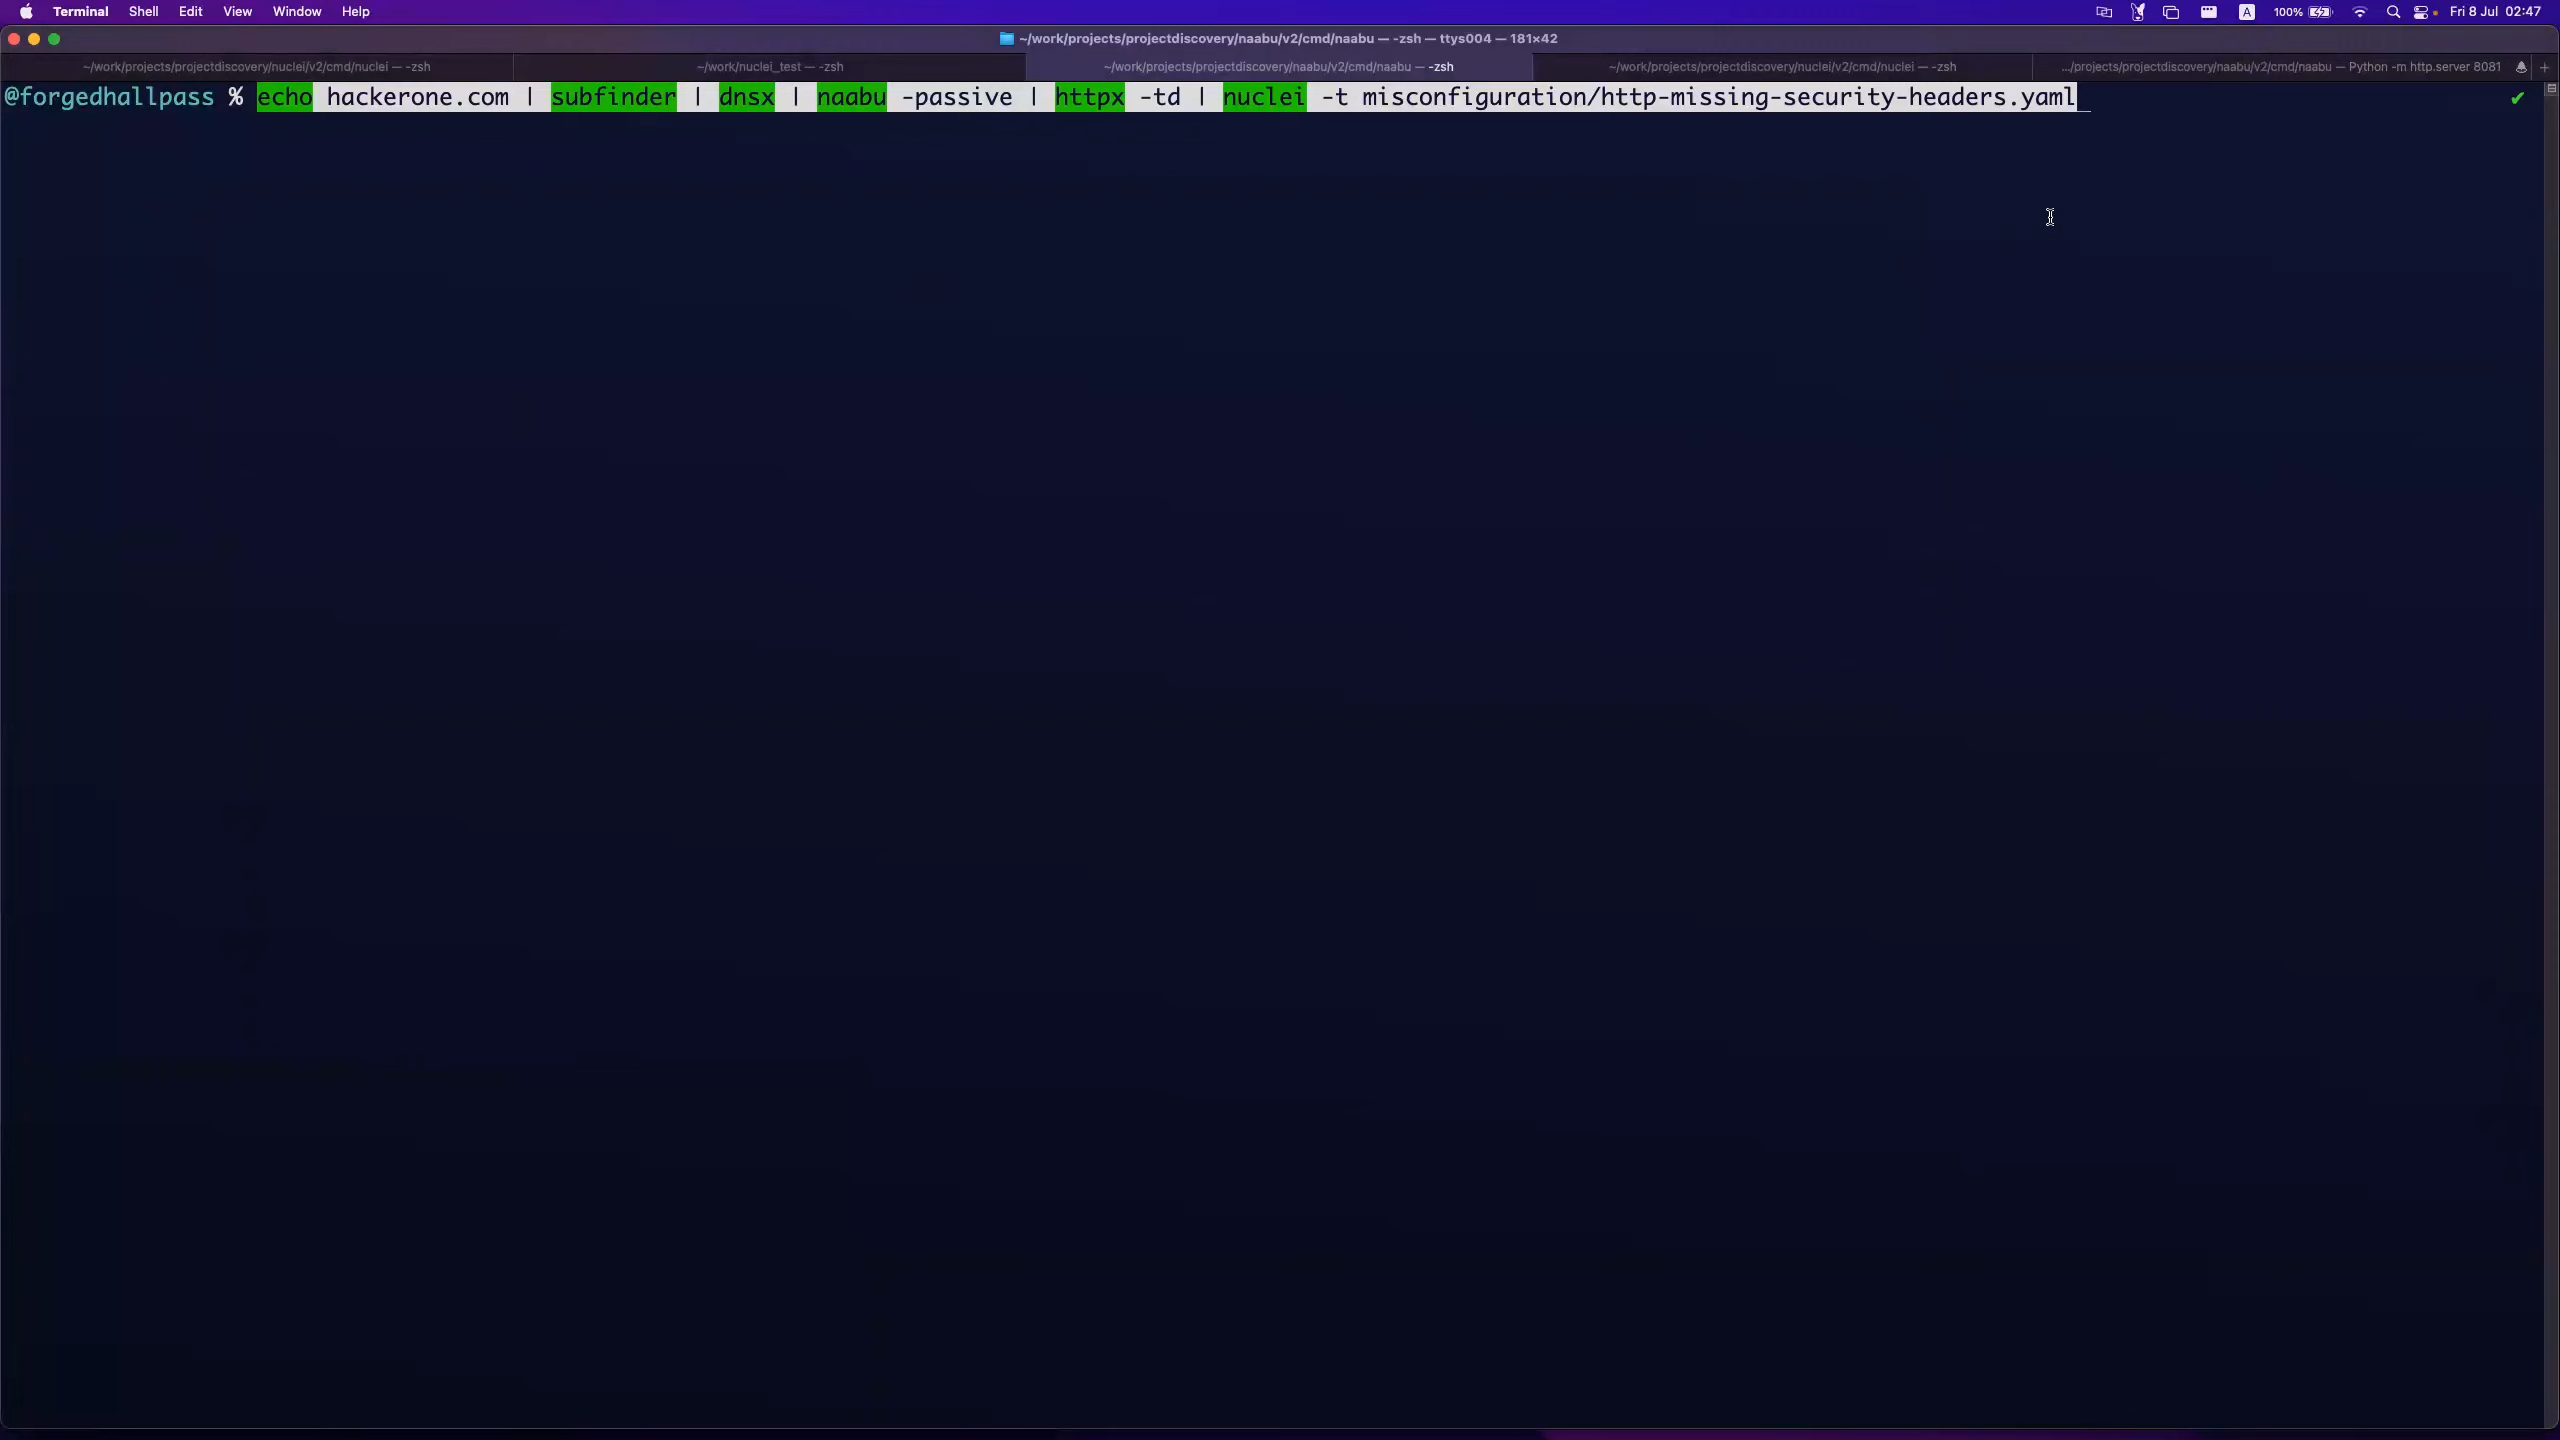 Terminal Shell Edit View Window Help A 100% Fri 8 Jul 02:47
~/work/projects/projectdiscovery/naabu/v2/cmd/naabu — -zsh — ttys004 — 181×42
~/work/projects/projectdiscovery/nuclei/v2/cmd/nuclei — -zsh ~/work/nuclei_test — -zsh ~/work/projects/projectdiscovery/naabu/v2/cmd/naabu — -zsh ~/work/projects/projectdiscovery/nuclei/v2/cmd/nuclei — -zsh .../projects/projectdiscovery/naabu/v2/cmd/naabu — Python -m http.server 8081 +
@forgedhallpass % echo hackerone.com | subfinder | dnsx | naabu -passive | httpx -td | nuclei -t misconfiguration/http-missing-security-headers.yaml